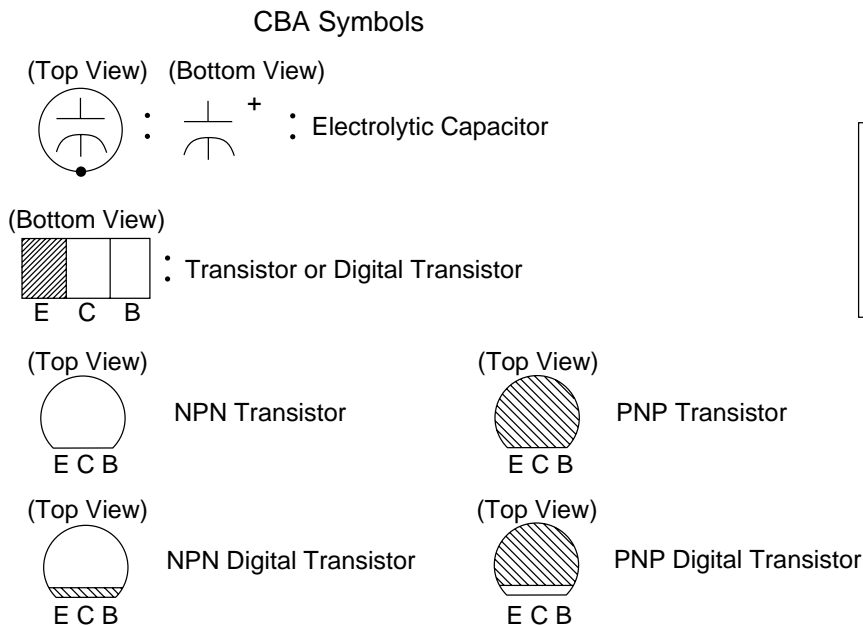 CBA Symbols
(Top View) (Bottom View)
+
: : Electrolytic Capacitor
(Bottom View)
: Transistor or Digital Transistor
E C B
(Top View) (Top View)
NPN Transistor PNP Transistor
E C B E C B
(Top View) (Top View)
NPN Digital Transistor PNP Digital Transistor
E C B E C B